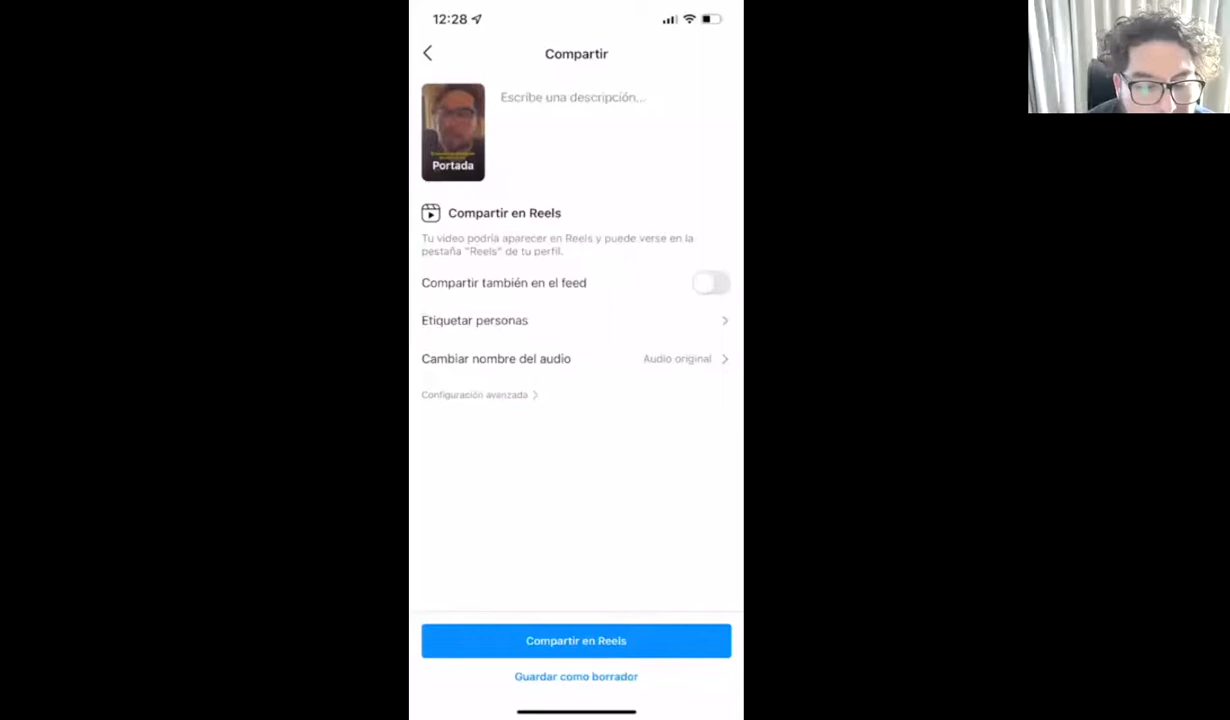 12:28
Compartir
Escribe una descripción...
Portada
Compartir en Reels
Tu video podría aparecer en Reels y puede verse en la
pestaña "Reels" de tu perfil.
Compartir también en el feed
Etiquetar personas
Cambiar nombre del audio Audio original
Configuración avanzada
Compartir en Reels
Guardar como borrador